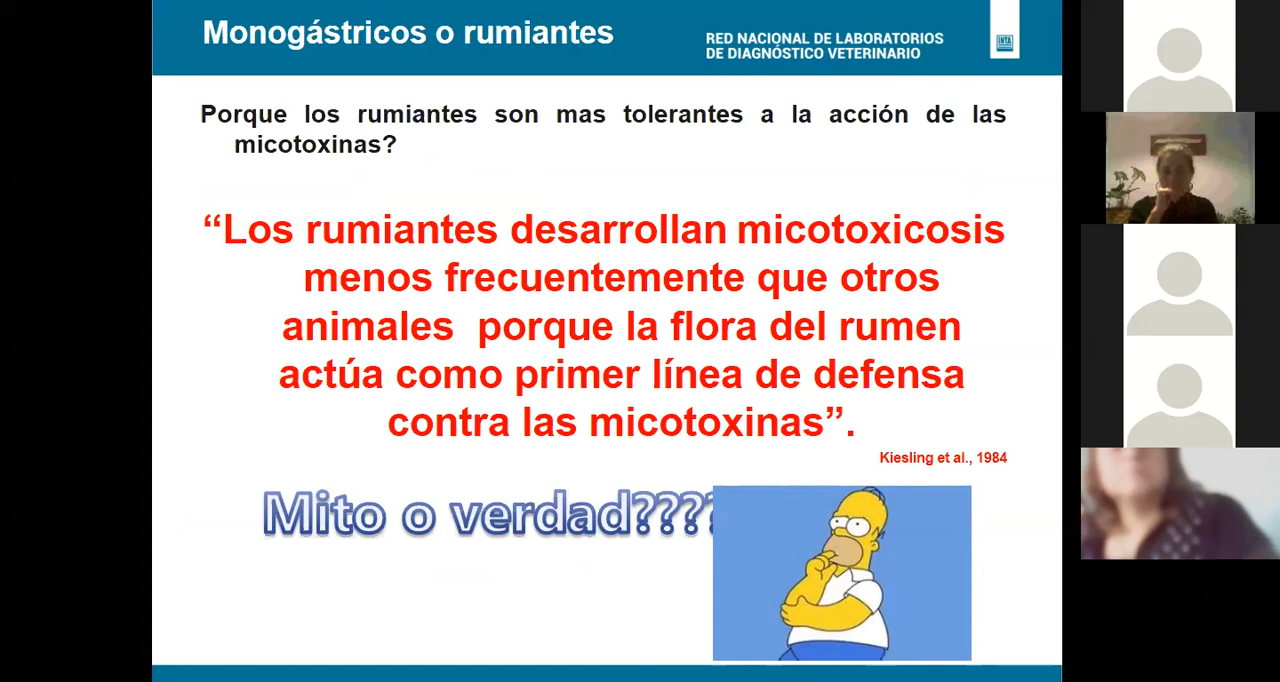 Monogástricos o rumiantes
RED NACIONAL DE LABORATORIOS
DE DIAGNÓSTICO VETERINARIO
INTA
Porque los rumiantes son mas tolerantes a la acción de las
micotoxinas?
“Los rumiantes desarrollan micotoxicosis
menos frecuentemente que otros
animales porque la flora del rumen
actúa como primer línea de defensa
contra las micotoxinas”.
Kiesling et al., 1984
Mito o verdad????